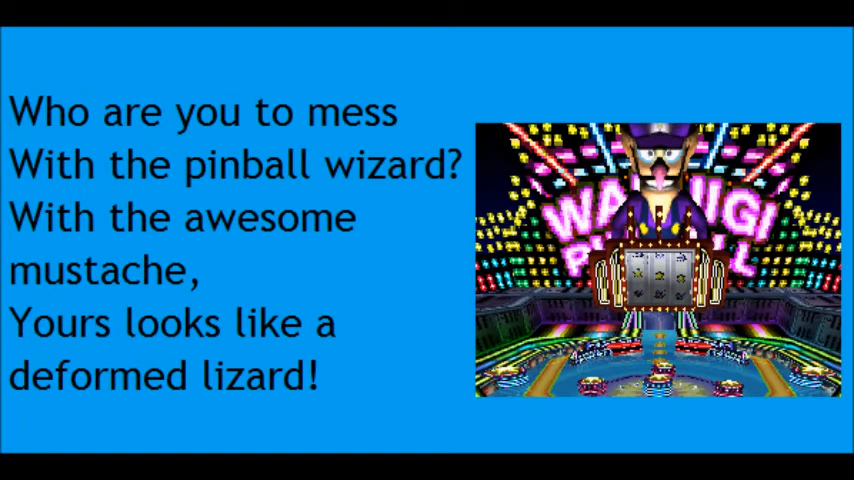 Who are you to mess
With the pinball wizard?
With the awesome
mustache,
Yours looks like a
deformed lizard!